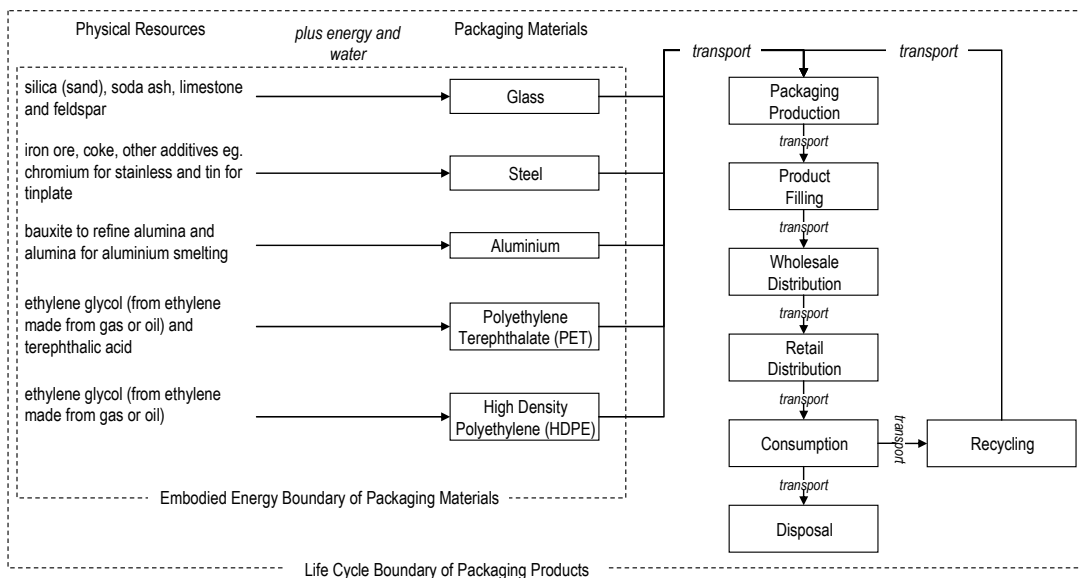 Physical Resources
plus energy and
water
Packaging Materials
silica (sand), soda ash, limestone
and feldspar
Glass
iron ore, coke, other additives eg.
chromium for stainless and tin for
tinplate
Steel
bauxite to refine alumina and
alumina for aluminium smelting
Aluminium
ethylene glycol (from ethylene
made from gas or oil) and
terephthalic acid
Polyethylene
Terephthalate (PET)
ethylene glycol (from ethylene
made from gas or oil)
High Density
Polyethylene (HDPE)
Embodied Energy Boundary of Packaging Materials
transport
transport
Packaging
Production
transport
Product
Filling
transport
Wholesale
Distribution
transport
Retail
Distribution
transport
Consumption
transport
Recycling
transport
Disposal
Life Cycle Boundary of Packaging Products